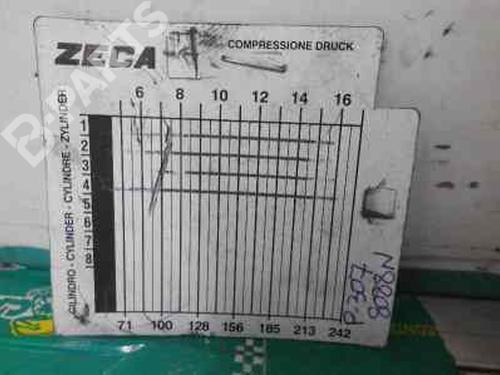 ZECA
COMPRESSIONE DRUCK
6 8 10 12 14 16
CILINDRO - CYLINDER - CYLINDRE - ZYLINDER
1
2
3
4
5
6
7
8
71 100 128 156 185 213 242
P.307
8088N
B-PARTS